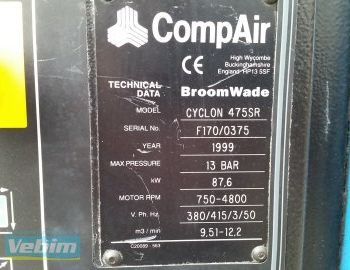 CompAir
CE
High Wycombe
Buckinghamshire
England HP13 5SF
TECHNICAL DATA BroomWade
MODEL CYCLON 475SR
SERIAL No. F170/0375
YEAR 1999
MAX PRESSURE 13 BAR
kW 87,6
MOTOR RPM 750-4800
V. Ph. Hz. 380/415/3/50
m3 / min 9,51-12,2
C20089 - 563
Vebim